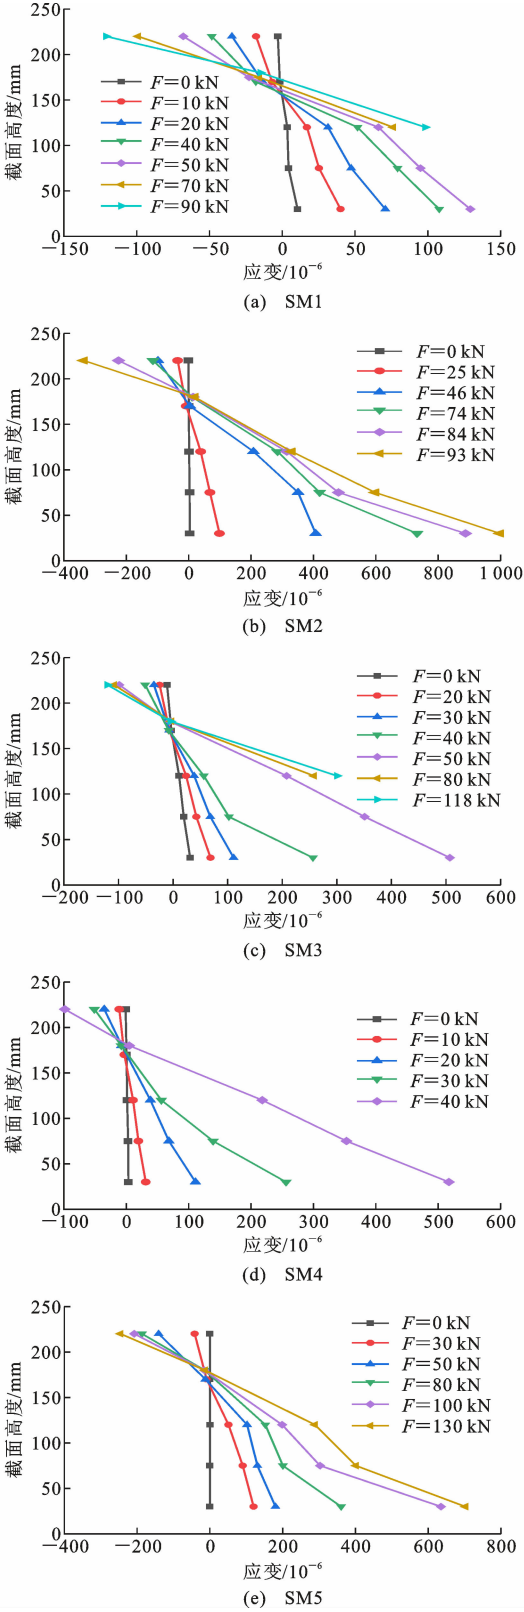 250
200
150
100
50
0
截面高度/mm
F=0 kN
F=10 kN
F=20 kN
F=40 kN
F=50 kN
F=70 kN
F=90 kN
−150 −100 −50 0 50 100 150
应变/10⁻⁶
(a) SM1
250
200
150
100
50
0
截面高度/mm
F=0 kN
F=25 kN
F=46 kN
F=74 kN
F=84 kN
F=93 kN
−400 −200 0 200 400 600 800 1 000
应变/10⁻⁶
(b) SM2
250
200
150
100
50
0
截面高度/mm
F=0 kN
F=20 kN
F=30 kN
F=40 kN
F=50 kN
F=80 kN
F=118 kN
−200 −100 0 100 200 300 400 500 600
应变/10⁻⁶
(c) SM3
250
200
150
100
50
0
截面高度/mm
F=0 kN
F=10 kN
F=20 kN
F=30 kN
F=40 kN
−100 0 100 200 300 400 500 600
应变/10⁻⁶
(d) SM4
250
200
150
100
50
0
截面高度/mm
F=0 kN
F=30 kN
F=50 kN
F=80 kN
F=100 kN
F=130 kN
−400 −200 0 200 400 600 800
应变/10⁻⁶
(e) SM5